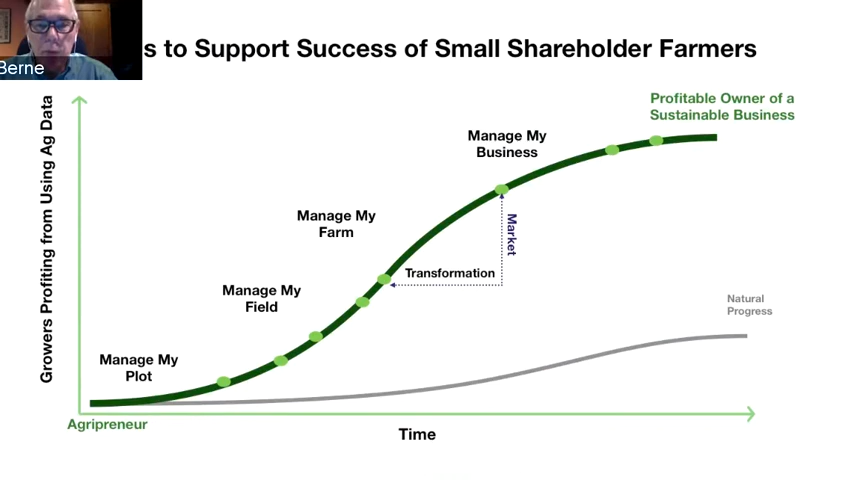 s to Support Success of Small Shareholder Farmers
Berne
Growers Profiting from Using Ag Data
Profitable Owner of a
Sustainable Business
Manage My
Business
Manage My
Farm
Market
Transformation
Manage My
Field
Natural
Progress
Manage My
Plot
Agripreneur
Time